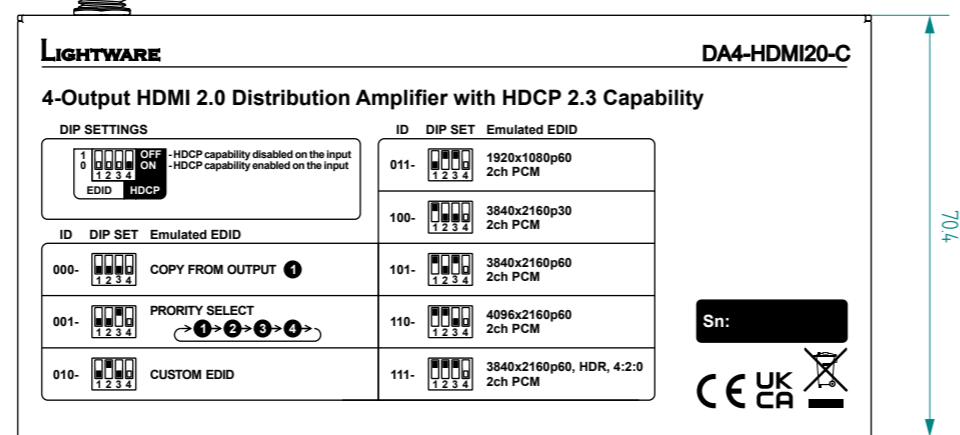 LIGHTWARE
DA4-HDMI20-C
4-Output HDMI 2.0 Distribution Amplifier with HDCP 2.3 Capability
DIP SETTINGS
1 OFF - HDCP capability disabled on the input
0 ON - HDCP capability enabled on the input
1 2 3 4
EDID HDCP
ID DIP SET Emulated EDID
000- 1 2 3 4 COPY FROM OUTPUT 1
001- 1 2 3 4 PRORITY SELECT
1 2 3 4
010- 1 2 3 4 CUSTOM EDID
ID DIP SET Emulated EDID
011- 1 2 3 4 1920x1080p60
2ch PCM
100- 1 2 3 4 3840x2160p30
2ch PCM
101- 1 2 3 4 3840x2160p60
2ch PCM
110- 1 2 3 4 4096x2160p60
2ch PCM
111- 1 2 3 4 3840x2160p60, HDR, 4:2:0
2ch PCM
Sn:
CE UK
CA
70.4